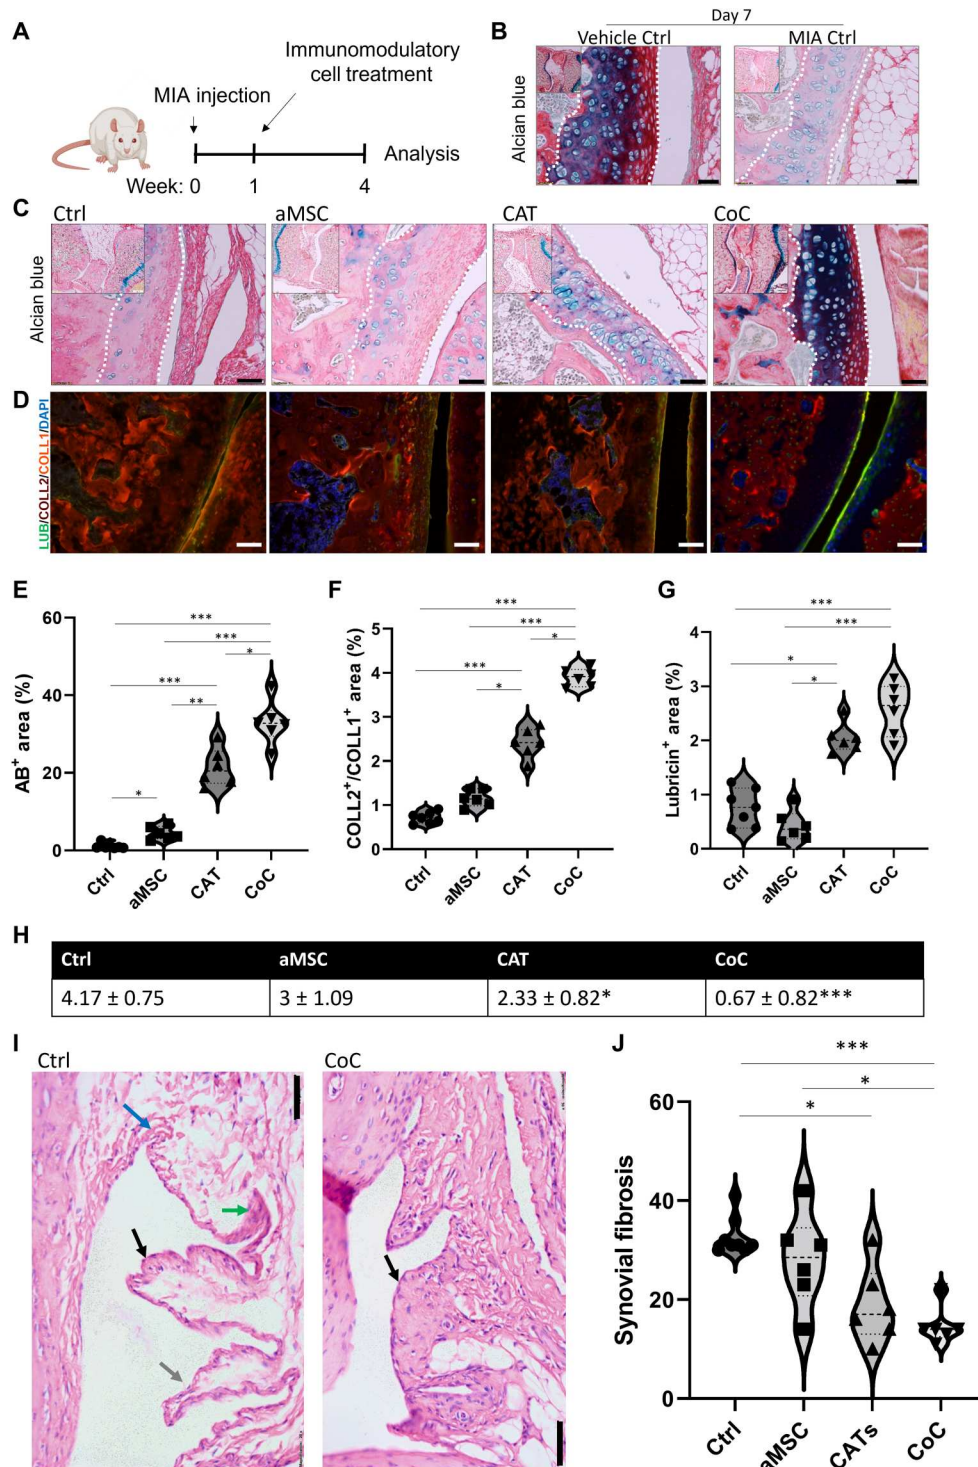 A
MIA injection
Immunomodulatory
cell treatment
Week: 0 1 4
Analysis
B
Day 7
Vehicle Ctrl MIA Ctrl
Alcian blue
C
Ctrl aMSC CAT CoC
Alcian blue
D
LUB/COLL2/COLL1/DAPI
E
AB+ area (%)
60
40
20
0
***
***
*
***
**
*
Ctrl aMSC CAT CoC
F
COLL2+/COLL1+ area (%)
5
4
3
2
1
0
***
***
*
***
*
Ctrl aMSC CAT CoC
G
Lubricin+ area (%)
4
3
2
1
0
***
***
*
*
Ctrl aMSC CAT CoC
H
Ctrl aMSC CAT CoC
4.17 ± 0.75 3 ± 1.09 2.33 ± 0.82* 0.67 ± 0.82***
I
Ctrl CoC
J
Synovial fibrosis
60
40
20
0
***
*
*
Ctrl aMSC CATs CoC